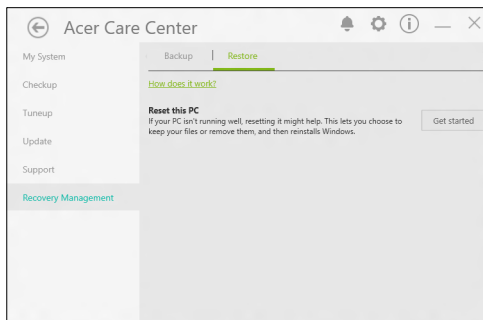 Acer Care Center
My System
Checkup
Tuneup
Update
Support
Recovery Management
Backup
Restore
How does it work?
Reset this PC
If your PC isn't running well, resetting it might help. This lets you choose to
keep your files or remove them, and then reinstalls Windows.
Get started